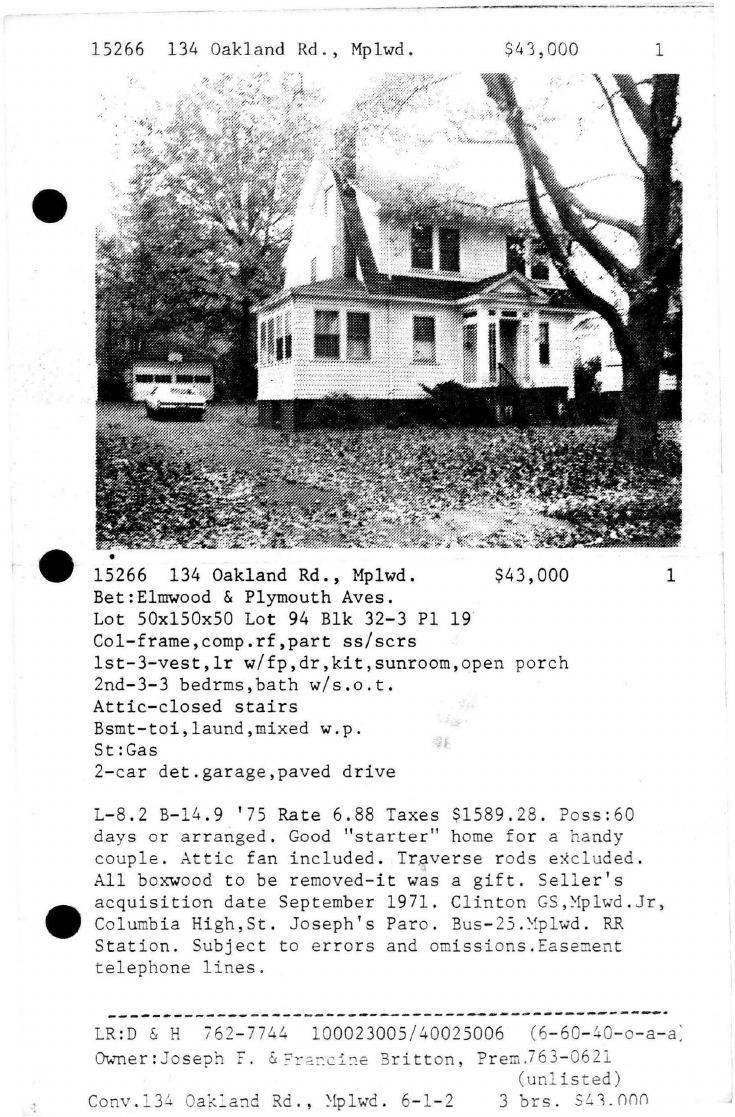 15266 134 Oakland Rd., Mplwd. $43,000 1
15266 134 Oakland Rd., Mplwd. $43,000 1
Bet:Elmwood & Plymouth Aves.
Lot 50x150x50 Lot 94 Blk 32-3 Pl 19
Col-frame,comp.rf,part ss/scrs
1st-3-vest,lr w/fp,dr,kit,sunroom,open porch
2nd-3-3 bedrms,bath w/s.o.t.
Attic-closed stairs
Bsmt-toi,laund,mixed w.p.
St:Gas
2-car det.garage,paved drive
L-8.2 B-14.9 '75 Rate 6.88 Taxes $1589.28. Poss:60
days or arranged. Good "starter" home for a handy
couple. Attic fan included. Traverse rods excluded.
All boxwood to be removed-it was a gift. Seller's
acquisition date September 1971. Clinton GS,Mplwd.Jr,
Columbia High,St. Joseph's Paro. Bus-25.Mplwd. RR
Station. Subject to errors and omissions.Easement
telephone lines.
LR:D & H 762-7744 100023005/40025006 (6-60-40-o-a-a)
Owner:Joseph F. & Francine Britton, Prem.763-0621
(unlisted)
Conv.134 Oakland Rd., Mplwd. 6-1-2 3 brs. $43,000